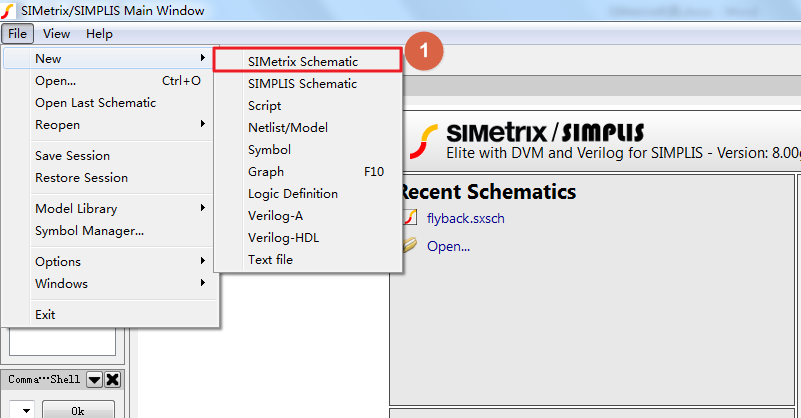 SIMetrix/SIMPLIS Main Window
File View Help
New
Open... Ctrl+O
Open Last Schematic
Reopen
Save Session
Restore Session
Model Library
Symbol Manager...
Options
Windows
Exit
SIMetrix Schematic
SIMPLIS Schematic
Script
Netlist/Model
Symbol
Graph F10
Logic Definition
Verilog-A
Verilog-HDL
Text file
1
SIMetrix/SIMPLIS
Elite with DVM and Verilog for SIMPLIS - Version: 8.00g
Recent Schematics
flyback.sxsch
Open...
Comma···Shell
Ok